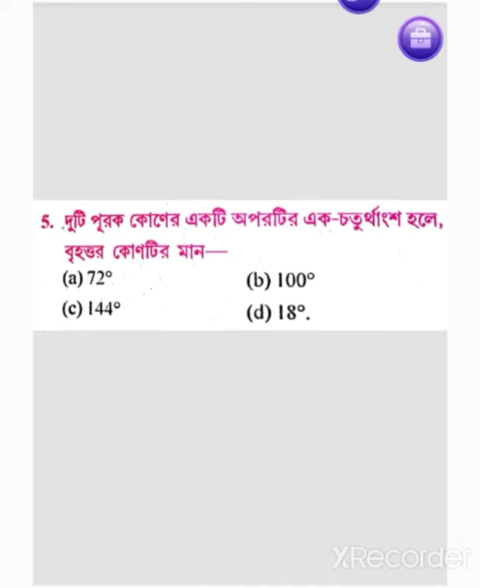 5. দুটি পূরক কোণের একটি অপরটির এক-চতুর্থাংশ হলে,
বৃহত্তর কোণটির মান—
(a) 72° (b) 100°
(c) 144° (d) 18°.
XRecorder